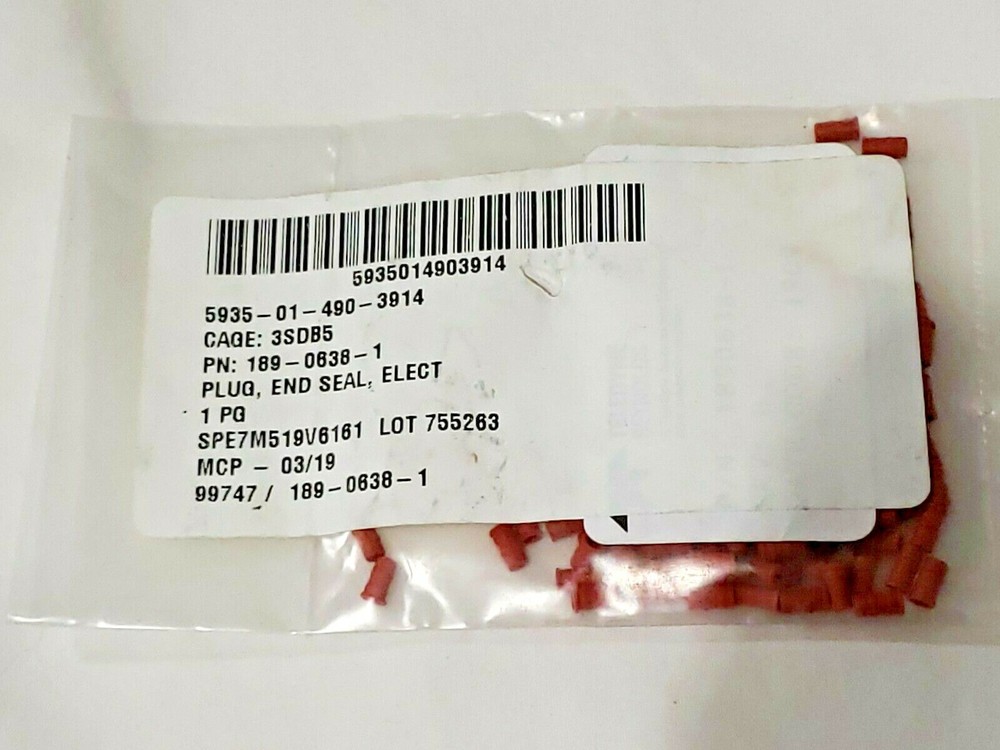 5935014903914
5935-01-490-3914
CAGE: 3SDB5
PN: 189-0638-1
PLUG, END SEAL, ELECT
1 PG
SPE7M519V6161 LOT 755263
MCP - 03/19
99747 / 189-0638-1